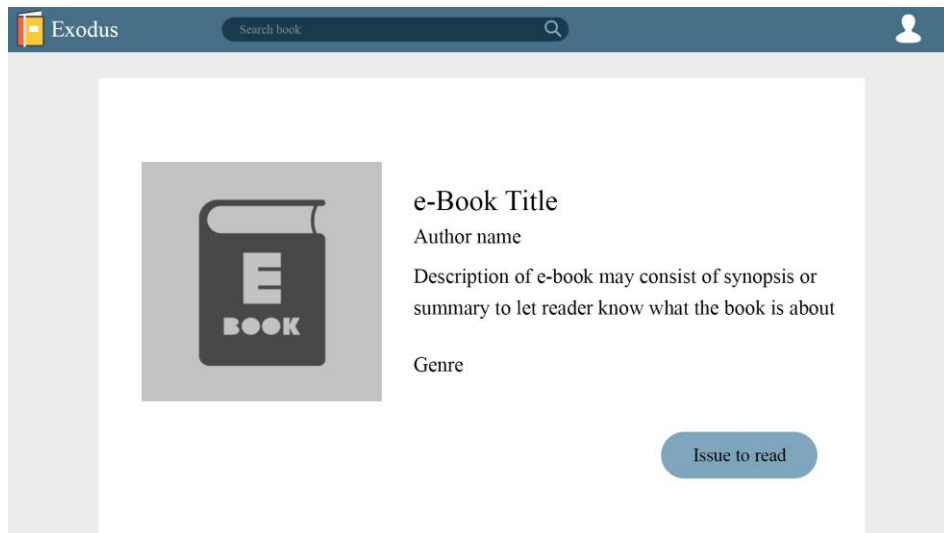 Exodus
Search book
E
BOOK
e-Book Title
Author name
Description of e-book may consist of synopsis or
summary to let reader know what the book is about
Genre
Issue to read